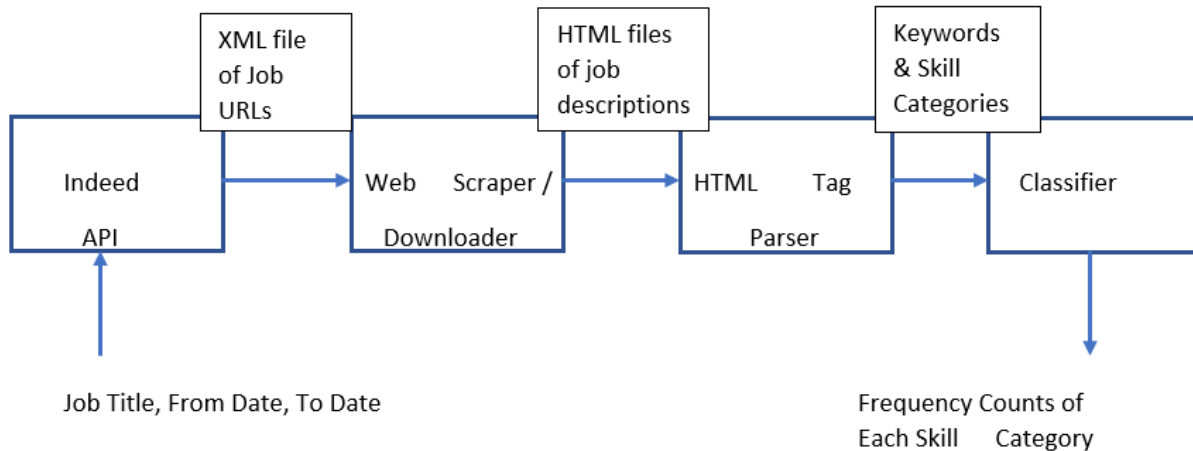 XML file
of Job
URLs
HTML files
of job
descriptions
Keywords
& Skill
Categories
Indeed
API
Web Scraper /
Downloader
HTML Tag
Parser
Classifier
Job Title, From Date, To Date
Frequency Counts of
Each Skill Category